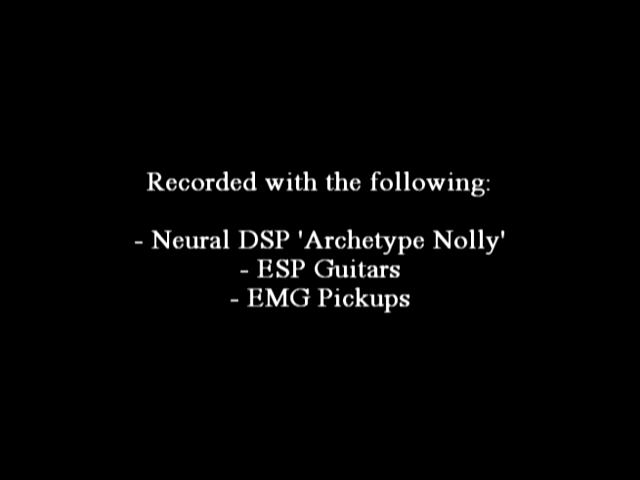 Recorded with the following:
- Neural DSP 'Archetype Nolly'
- ESP Guitars
- EMG Pickups